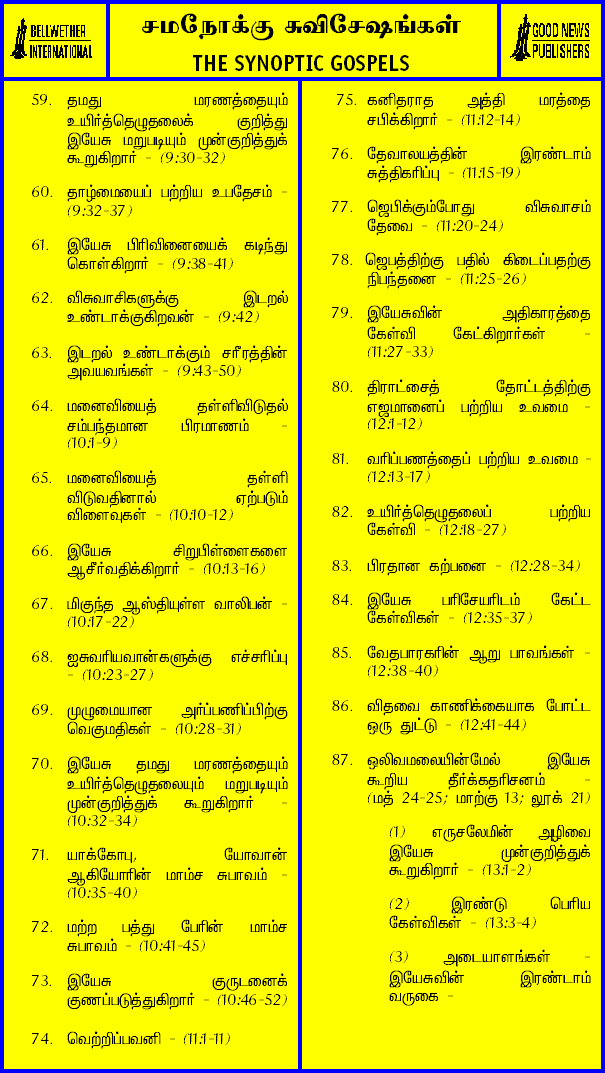 BELLWETHER
INTERNATIONAL
சமநோக்கு சுவிசேஷங்கள்
THE SYNOPTIC GOSPELS
GOOD NEWS
PUBLISHERS
59. தமது மரணத்தையும்
உயிர்த்தெழுதலைக் குறித்து
இயேசு மறுபடியும் முன்குறித்துக்
கூறுகிறார் - (9:30-32)
60. தாழ்மையைப் பற்றிய உபதேசம் -
(9:32-37)
61. இயேசு பிரிவினையைக் கடிந்து
கொள்கிறார் - (9:38-41)
62. விசுவாசிகளுக்கு இடறல்
உண்டாக்குகிறவன் - (9:42)
63. இடறல் உண்டாக்கும் சரீரத்தின்
அவயவங்கள் - (9:43-50)
64. மனைவியைத் தள்ளிவிடுதல்
சம்பந்தமான பிரமாணம் -
(10:1-9)
65. மனைவியைத் தள்ளி
விடுவதினால் ஏற்படும்
விளைவுகள் - (10:10-12)
66. இயேசு சிறுபிள்ளைகளை
ஆசீர்வதிக்கிறார் - (10:13-16)
67. மிகுந்த ஆஸ்தியுள்ள வாலிபன் -
(10:17-22)
68. ஐசுவரியவான்களுக்கு எச்சரிப்பு
- (10:23-27)
69. முழுமையான அர்ப்பணிப்பிற்கு
வெகுமதிகள் - (10:28-31)
70. இயேசு தமது மரணத்தையும்
உயிர்த்தெழுதலையும் மறுபடியும்
முன்குறித்துக் கூறுகிறார் -
(10:32-34)
71. யாக்கோபு, யோவான்
ஆகியோரின் மாம்ச சுபாவம் -
(10:35-40)
72. மற்ற பத்து பேரின் மாம்ச
சுபாவம் - (10:41-45)
73. இயேசு குருடனைக்
குணப்படுத்துகிறார் - (10:46-52)
74. வெற்றிப்பவனி - (11:1-11)
75. கனிதராத அத்தி மரத்தை
சபிக்கிறார் - (11:12-14)
76. தேவாலயத்தின் இரண்டாம்
சுத்திகரிப்பு - (11:15-19)
77. ஜெபிக்கும்போது விசுவாசம்
தேவை - (11:20-24)
78. ஜெபத்திற்கு பதில் கிடைப்பதற்கு
நிபந்தனை - (11:25-26)
79. இயேசுவின் அதிகாரத்தை
கேள்வி கேட்கிறார்கள் -
(11:27-33)
80. திராட்சைத் தோட்டத்திற்கு
எஜமானைப் பற்றிய உவமை -
(12:1-12)
81. வரிப்பணத்தைப் பற்றிய உவமை -
(12:13-17)
82. உயிர்த்தெழுதலைப் பற்றிய
கேள்வி - (12:18-27)
83. பிரதான கற்பனை - (12:28-34)
84. இயேசு பரிசேயரிடம் கேட்ட
கேள்விகள் - (12:35-37)
85. வேதபாரகரின் ஆறு பாவங்கள் -
(12:38-40)
86. விதவை காணிக்கையாக போட்ட
ஒரு துட்டு - (12:41-44)
87. ஒலிவமலையின்மேல் இயேசு
கூறிய தீர்க்கதரிசனம் -
(மத் 24-25; மாற்கு 13; லூக் 21)
(1) எருசலேமின் அழிவை
இயேசு முன்குறித்துக்
கூறுகிறார் - (13:1-2)
(2) இரண்டு பெரிய
கேள்விகள் - (13:3-4)
(3) அடையாளங்கள் -
இயேசுவின் இரண்டாம்
வருகை -